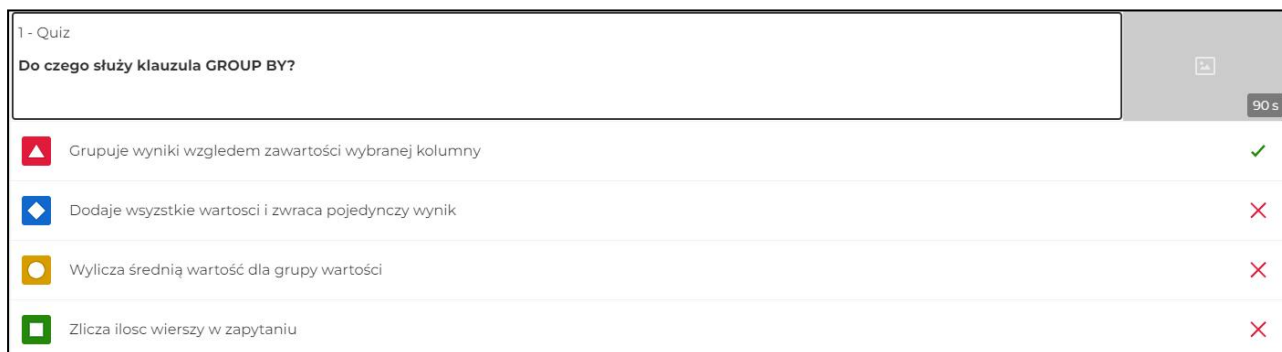 1 - Quiz
Do czego służy klauzula GROUP BY?
90 s
Grupuje wyniki wzgledem zawartości wybranej kolumny
Dodaje wsyzstkie wartosci i zwraca pojedynczy wynik
Wylicza średnią wartość dla grupy wartości
Zlicza ilosc wierszy w zapytaniu